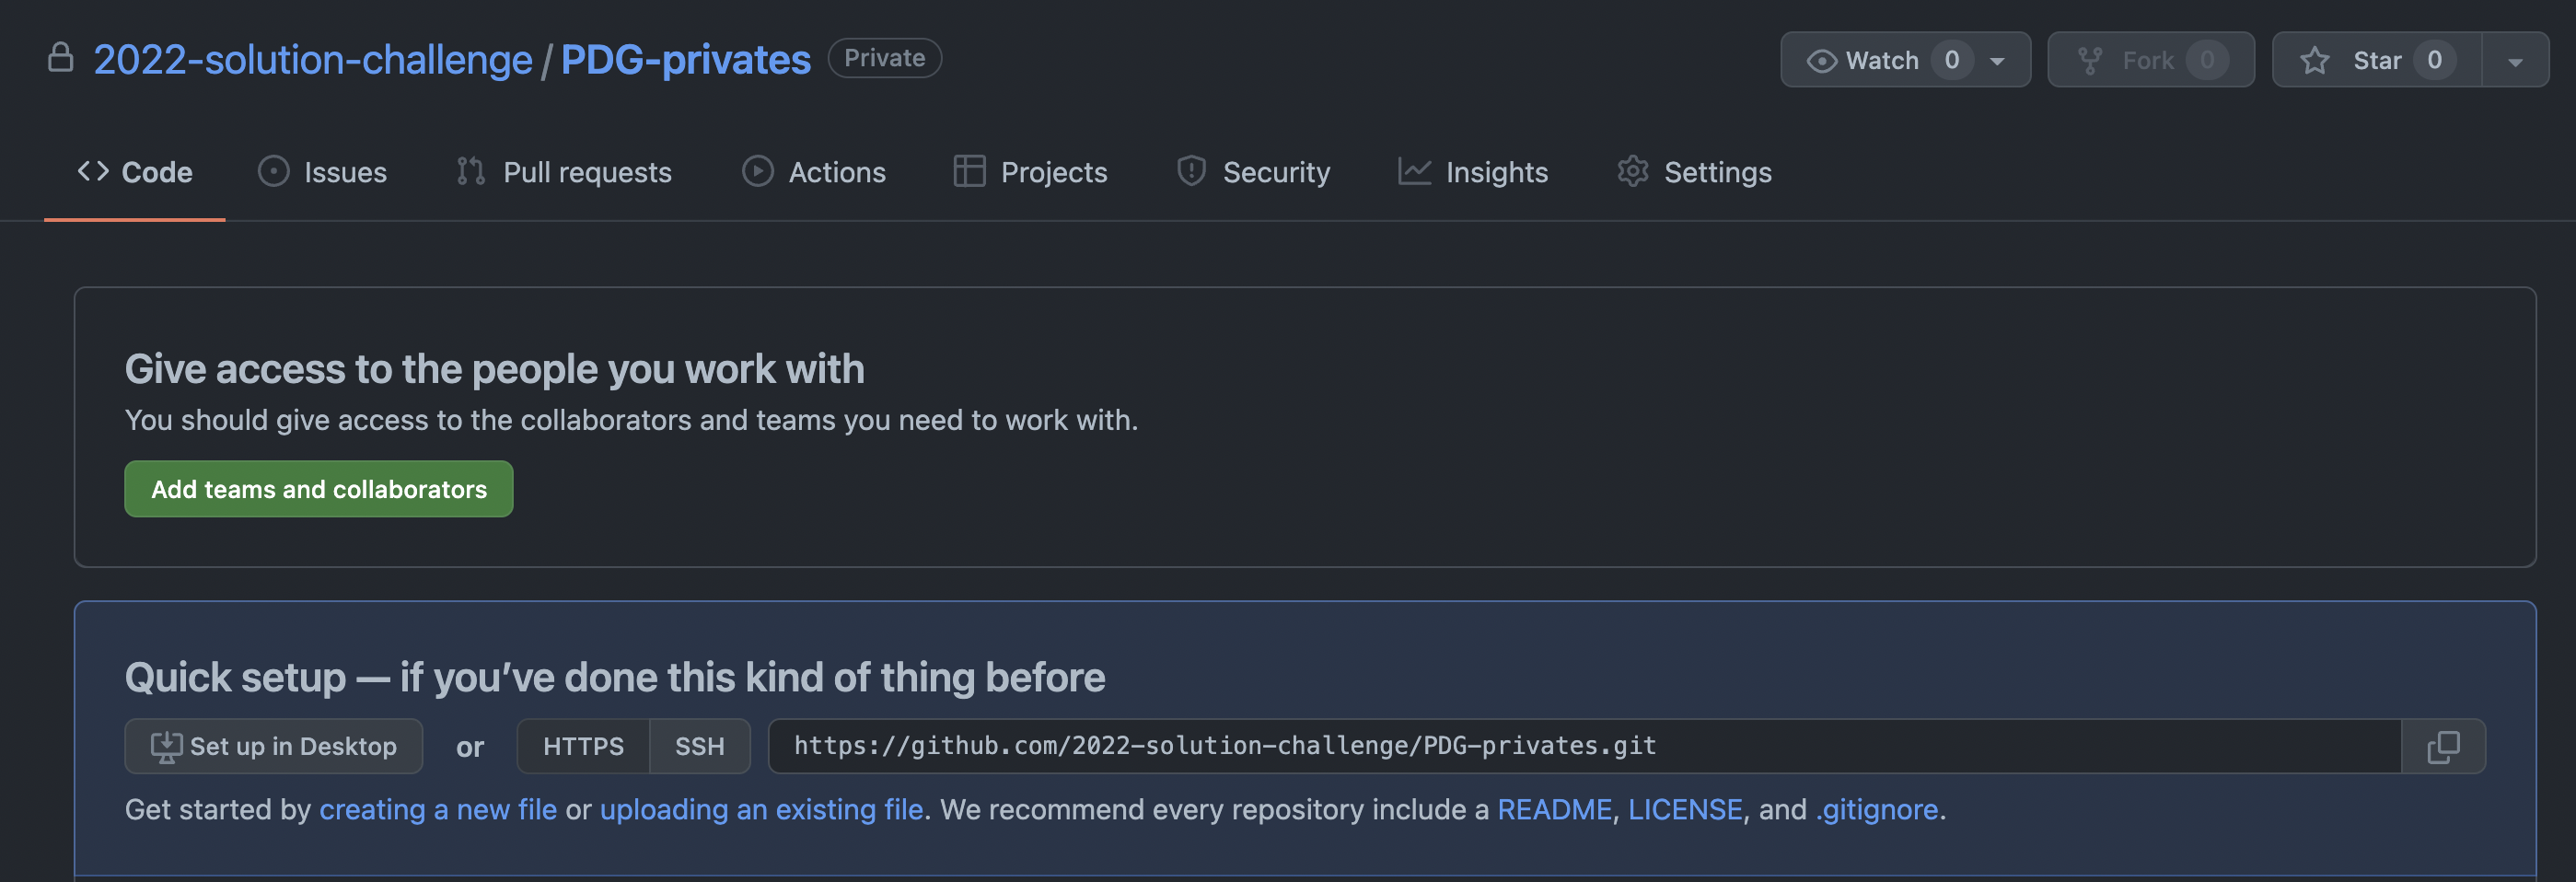 2022-solution-challenge / PDG-privates Private Watch 0 Fork 0 Star 0
Code Issues Pull requests Actions Projects Security Insights Settings
Give access to the people you work with
You should give access to the collaborators and teams you need to work with.
Add teams and collaborators
Quick setup — if you’ve done this kind of thing before
Set up in Desktop or HTTPS SSH https://github.com/2022-solution-challenge/PDG-privates.git
Get started by creating a new file or uploading an existing file. We recommend every repository include a README, LICENSE, and .gitignore.